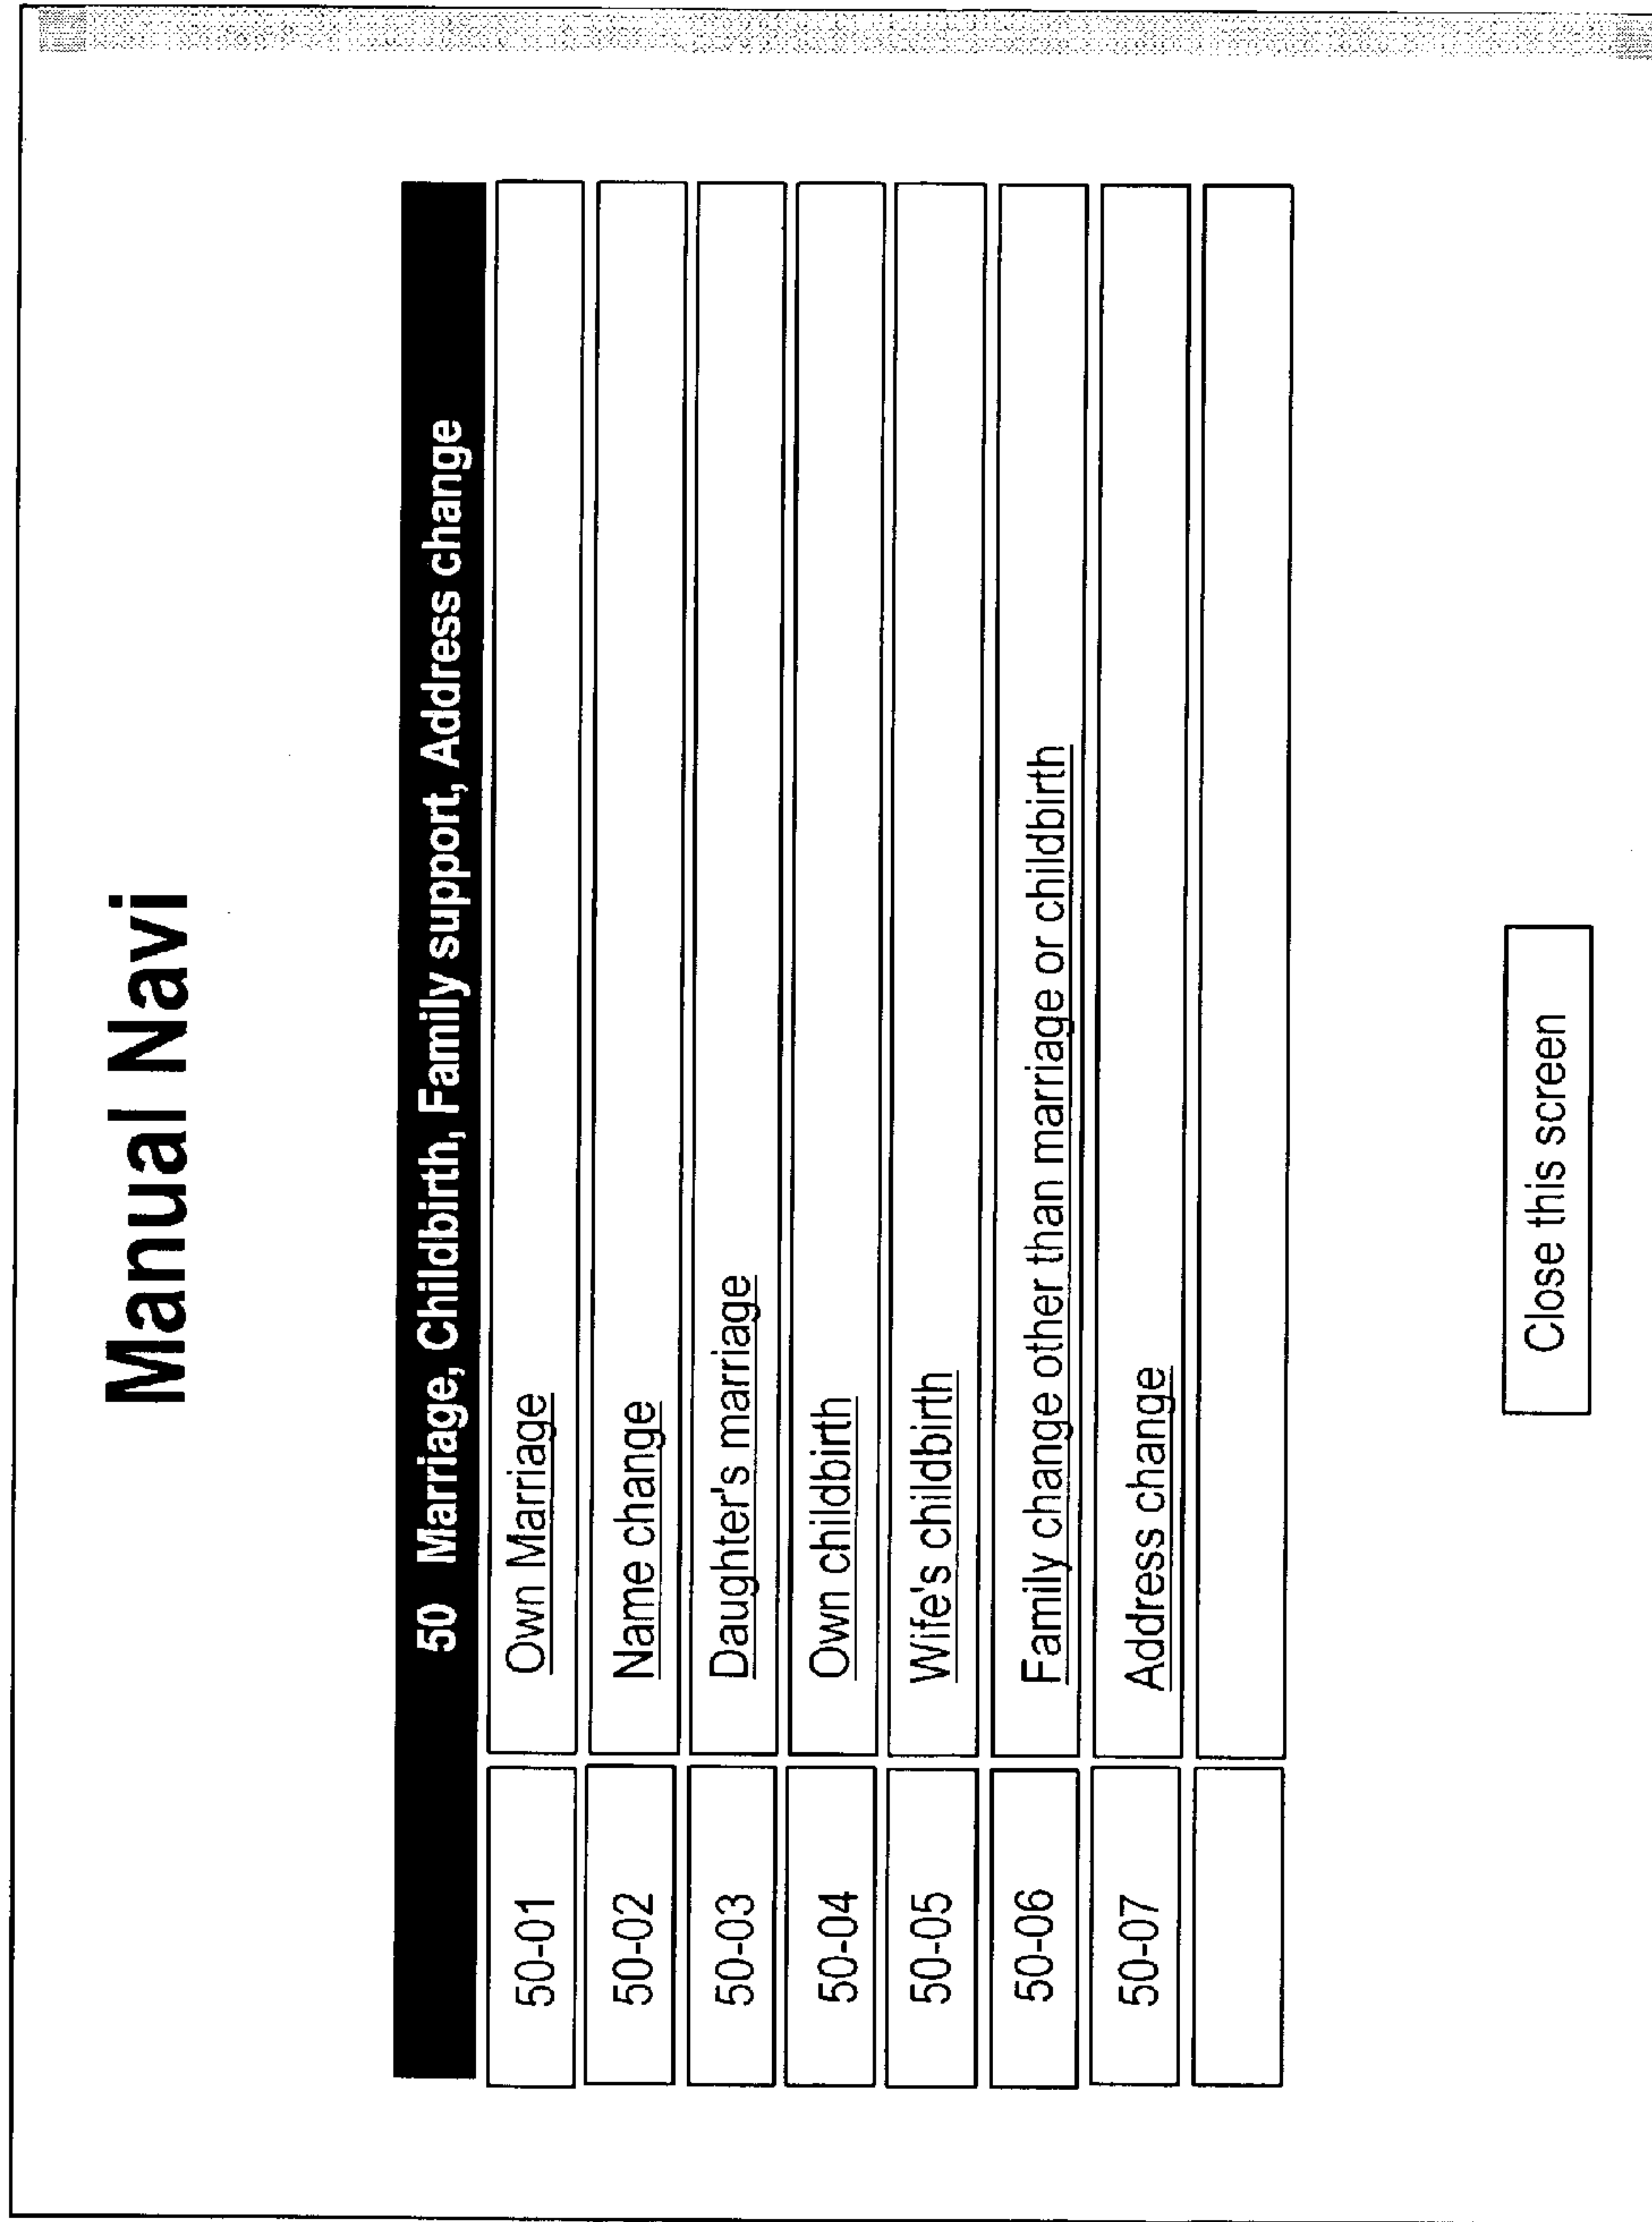 Manual Navi
50 Marriage, Childbirth, Family support, Address change
50-01 Own Marriage
50-02 Name change
50-03 Daughter's marriage
50-04 Own childbirth
50-05 Wife's childbirth
50-06 Family change other than marriage or childbirth
50-07 Address change
Close this screen